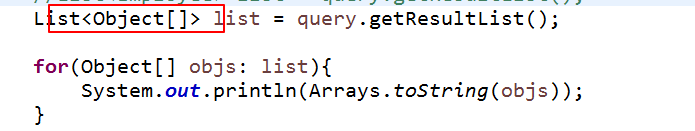 List<Object[]> list = query.getResultList();
for(Object[] objs: list){
System.out.println(Arrays.toString(objs));
}